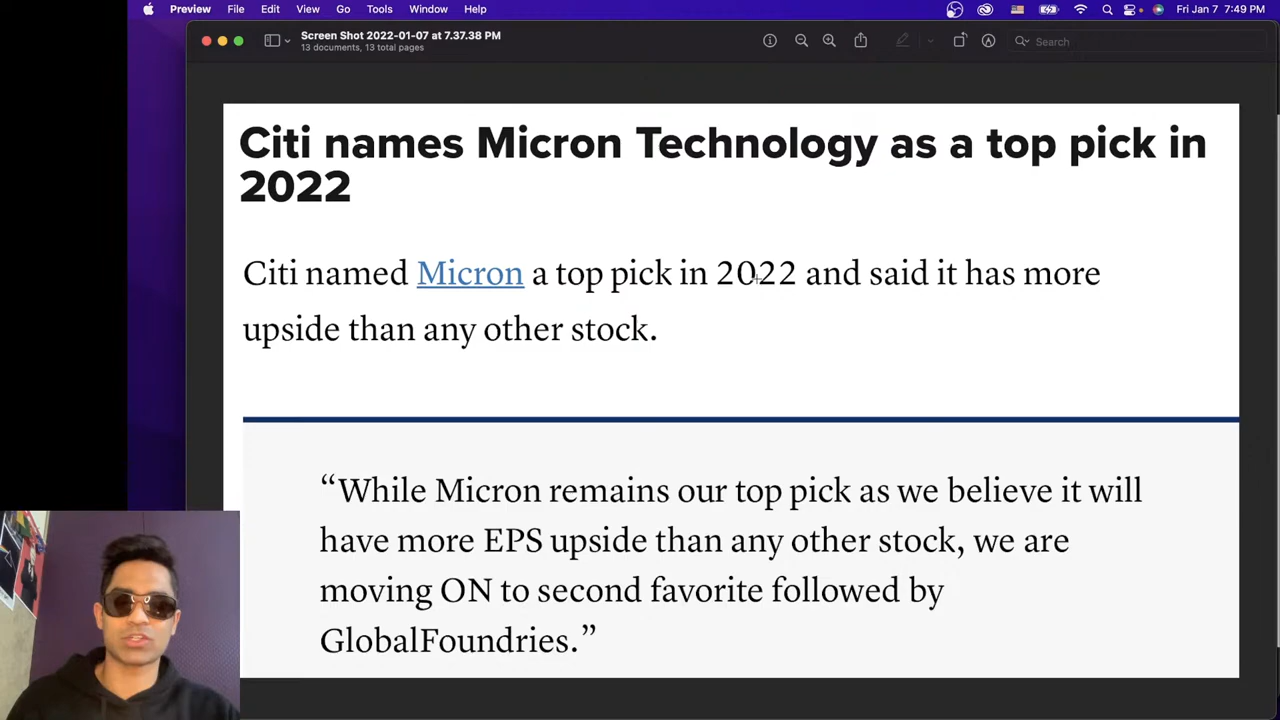 Preview File Edit View Go Tools Window Help Fri Jan 7 7:49 PM
Screen Shot 2022-01-07 at 7.37.38 PM
13 documents, 13 total pages
Search
Citi names Micron Technology as a top pick in
2022
Citi named Micron a top pick in 2022 and said it has more
upside than any other stock.
“While Micron remains our top pick as we believe it will
have more EPS upside than any other stock, we are
moving ON to second favorite followed by
GlobalFoundries.”